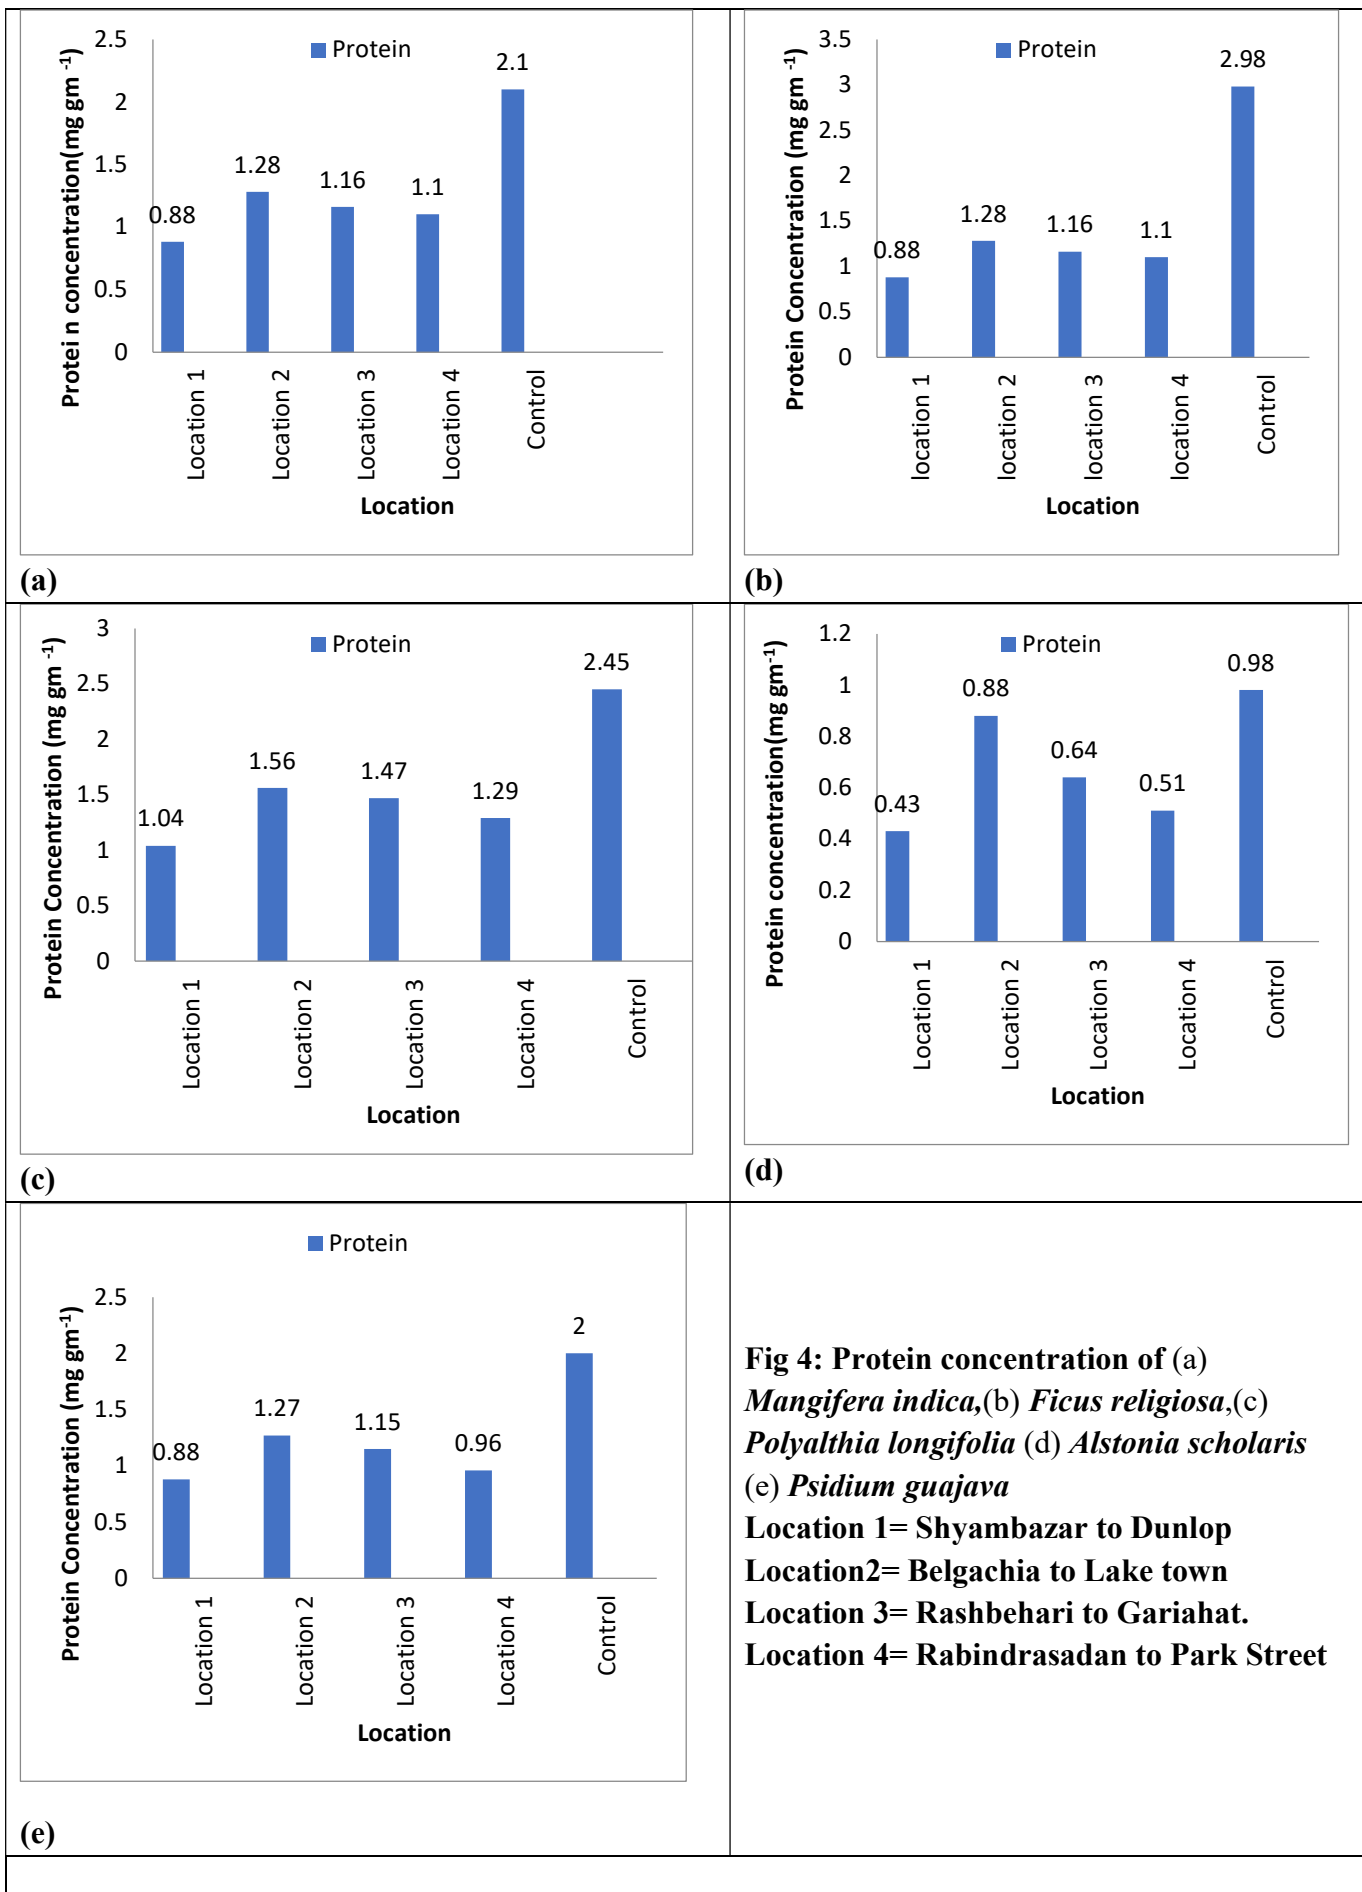 2.5
2
1.5
1
0.5
0
Protei n concentration(mg gm -1)
Protein
0.88
1.28
1.16
1.1
2.1
Location 1
Location 2
Location 3
Location 4
Control
Location
(a)
3.5
3
2.5
2
1.5
1
0.5
0
Protein Concentration (mg gm -1)
Protein
0.88
1.28
1.16
1.1
2.98
location 1
location 2
location 3
location 4
Control
Location
(b)
3
2.5
2
1.5
1
0.5
0
Protein Concentration (mg gm -1)
Protein
1.04
1.56
1.47
1.29
2.45
Location 1
Location 2
Location 3
Location 4
Control
Location
(c)
1.2
1
0.8
0.6
0.4
0.2
0
Protein concentration(mg gm-1)
Protein
0.43
0.88
0.64
0.51
0.98
Location 1
Location 2
Location 3
Location 4
Control
Location
(d)
Protein
2.5
2
1.5
1
0.5
0
Protein Concentration (mg gm-1)
0.88
1.27
1.15
0.96
2
Location 1
Location 2
Location 3
Location 4
Control
Location
(e)
Fig 4: Protein concentration of (a)
Mangifera indica,(b) Ficus religiosa,(c)
Polyalthia longifolia (d) Alstonia scholaris
(e) Psidium guajava
Location 1= Shyambazar to Dunlop
Location2= Belgachia to Lake town
Location 3= Rashbehari to Gariahat.
Location 4= Rabindrasadan to Park Street